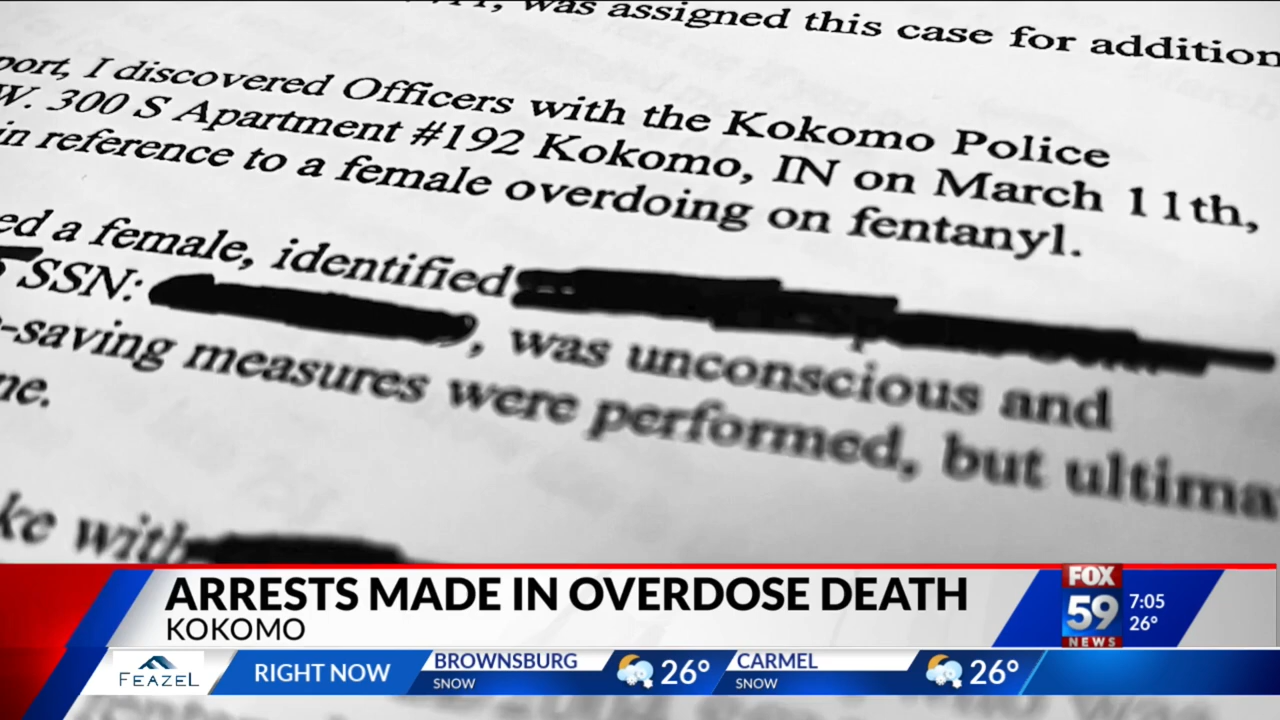 was assigned this case for addition
port, I discovered Officers with the Kokomo Police
W. 300 S Apartment #192 Kokomo, IN on March 11th,
in reference to a female overdoing on fentanyl.
ed a female, identified
SSN: , was unconscious and
-saving measures were performed, but ultima
ne.
ke with
ARRESTS MADE IN OVERDOSE DEATH
KOKOMO
FOX
59
NEWS
7:05
26°
FEAZEL
RIGHT NOW
BROWNSBURG
SNOW
26°
CARMEL
SNOW
26°